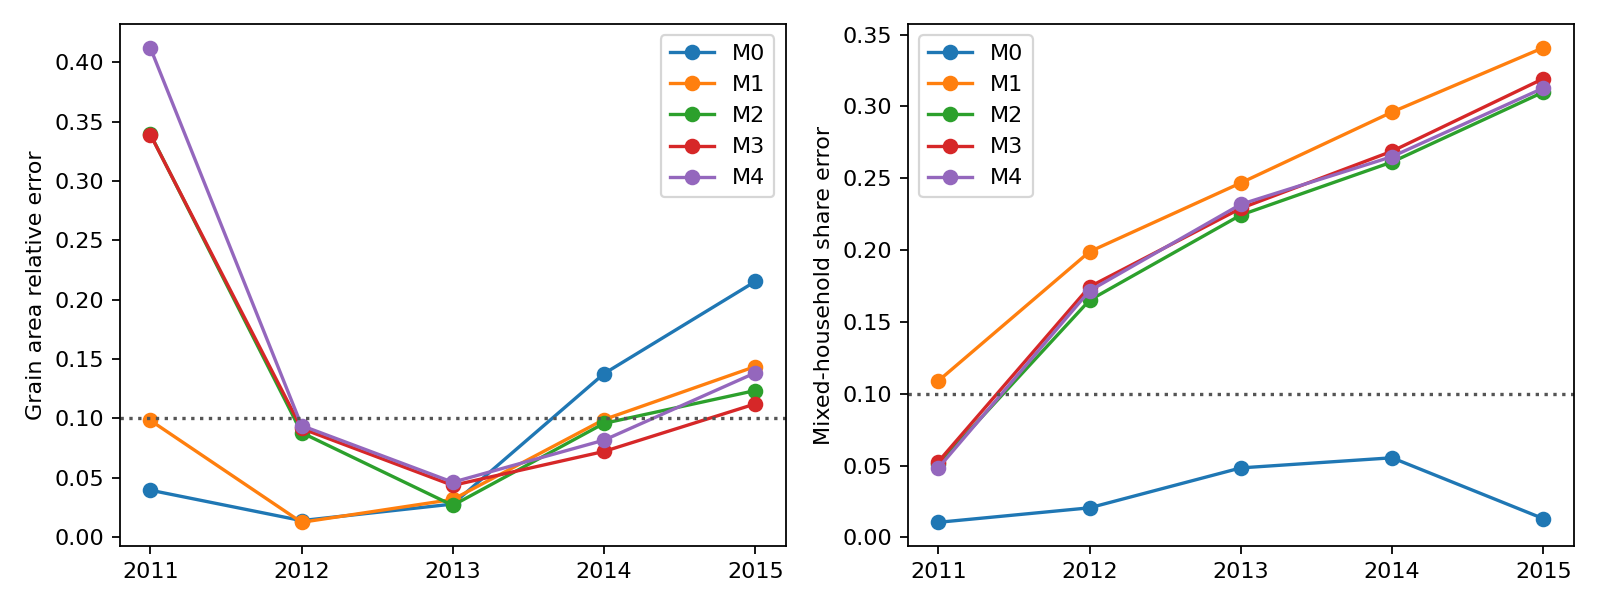 Grain area relative error
0.40
0.35
0.30
0.25
0.20
0.15
0.10
0.05
0.00
2011 2012 2013 2014 2015
M0
M1
M2
M3
M4
Mixed-household share error
0.35
0.30
0.25
0.20
0.15
0.10
0.05
0.00
2011 2012 2013 2014 2015
M0
M1
M2
M3
M4